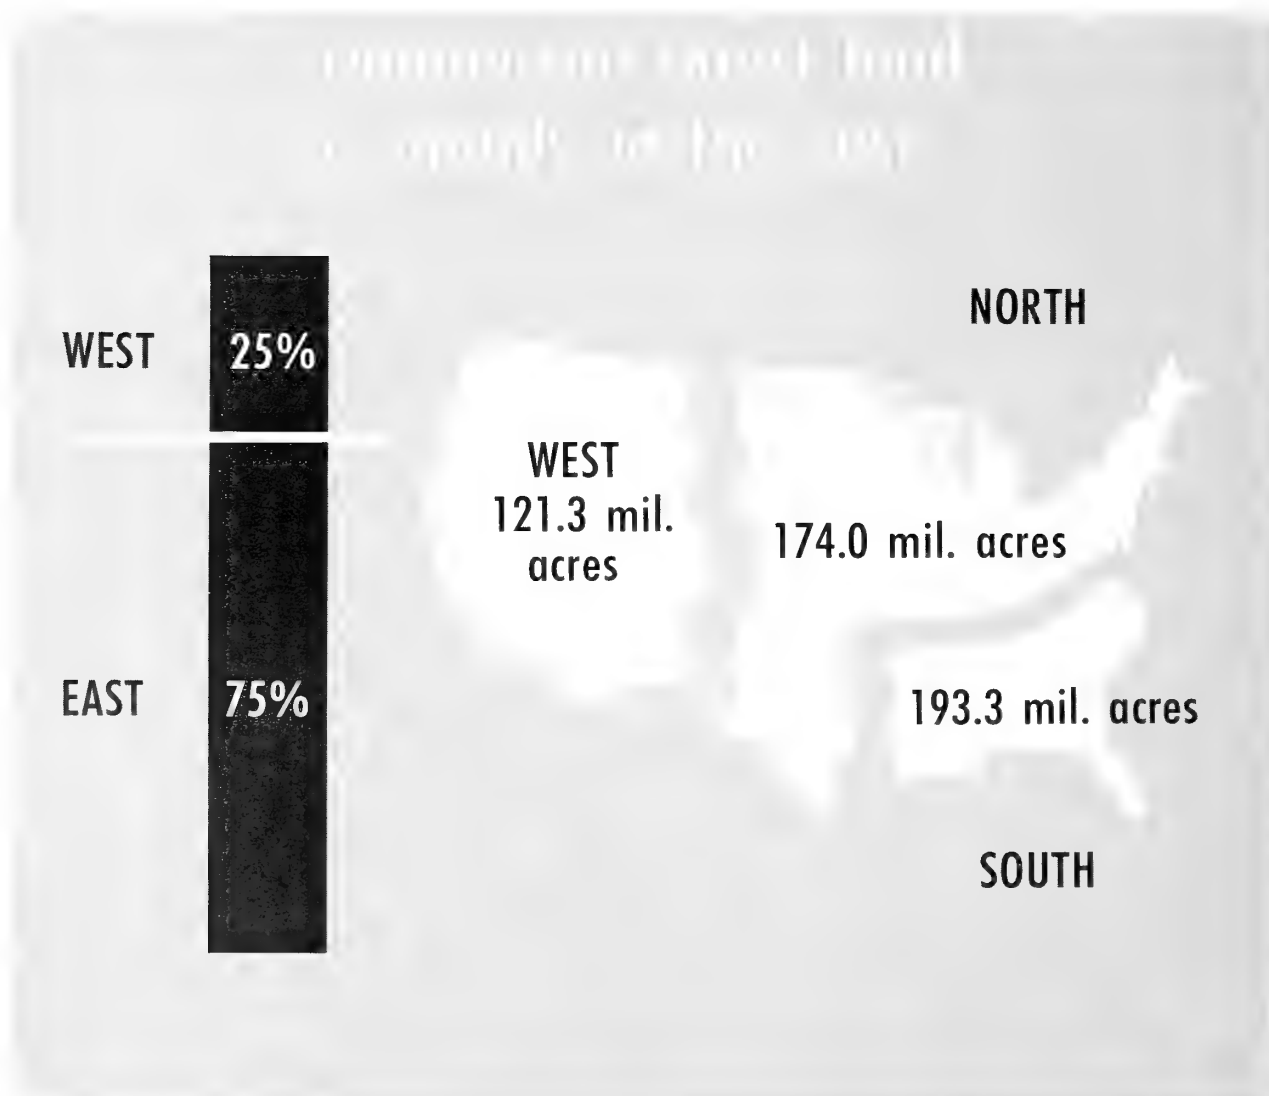 WEST
25%
EAST
75%
WEST
121.3 mil.
acres
NORTH
174.0 mil. acres
193.3 mil. acres
SOUTH